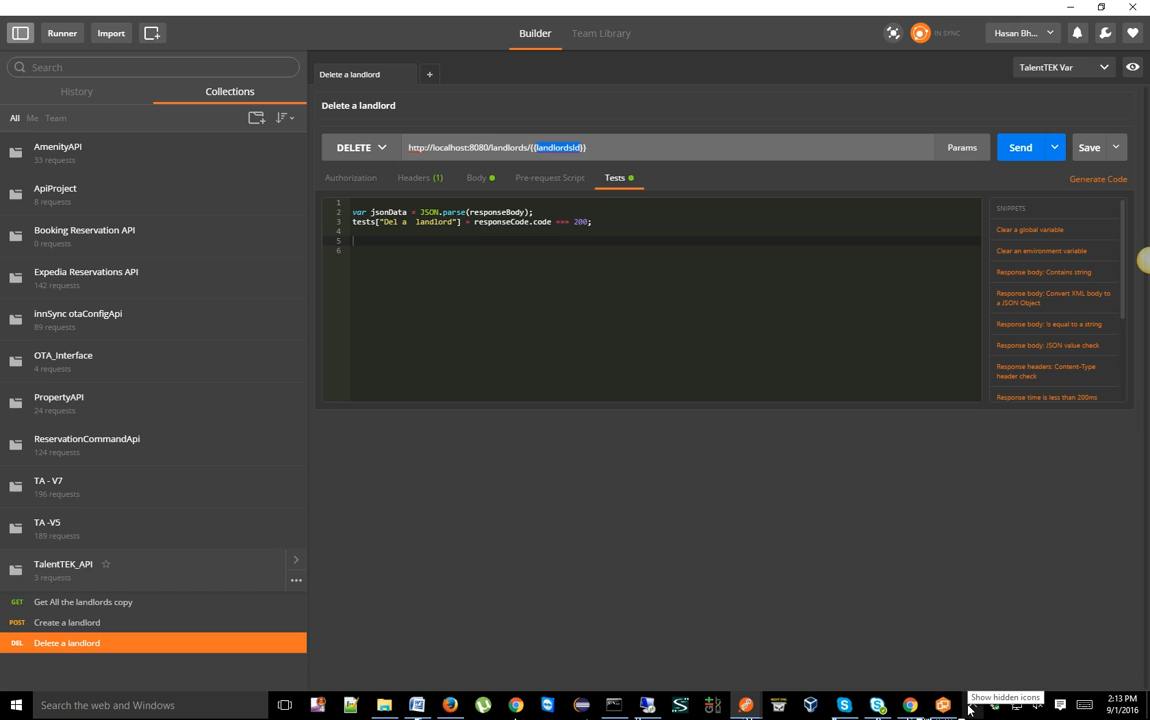 Runner
Import
Builder
Team Library
IN SYNC
Hasan Bh...
Search
History
Collections
All Me Team
AmenityAPI
33 requests
ApiProject
8 requests
Booking Reservation API
0 requests
Expedia Reservations API
142 requests
innSync otaConfigApi
89 requests
OTA_Interface
4 requests
PropertyAPI
24 requests
ReservationCommandApi
124 requests
TA - V7
196 requests
TA -V5
189 requests
TalentTEK_API
3 requests
GET Get All the landlords copy
POST Create a landlord
DEL Delete a landlord
Delete a landlord
+
TalentTEK Var
Delete a landlord
DELETE
http://localhost:8080/landlords/{{landlordsId}}
Params
Send
Save
Authorization
Headers (1)
Body
Pre-request Script
Tests
Generate Code
1
2 var jsonData = JSON.parse(responseBody);
3 tests["Del a  landlord"] = responseCode.code === 200;
4
5
6
SNIPPETS
Clear a global variable
Clear an environment variable
Response body: Contains string
Response body: Convert XML body to
a JSON Object
Response body: Is equal to a string
Response body: JSON value check
Response headers: Content-Type
header check
Response time is less than 200ms
Show hidden icons
Search the web and Windows
2:13 PM
9/1/2016